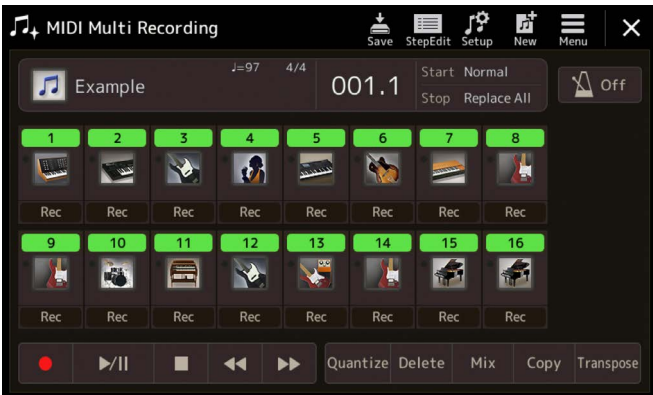 MIDI Multi Recording
Save StepEdit Setup New Menu
Example
♩=97 4/4
001.1
Start Normal
Stop Replace All
Off
1 2 3 4 5 6 7 8
Rec Rec Rec Rec Rec Rec Rec Rec
9 10 11 12 13 14 15 16
Rec Rec Rec Rec Rec Rec Rec Rec
Quantize Delete Mix Copy Transpose